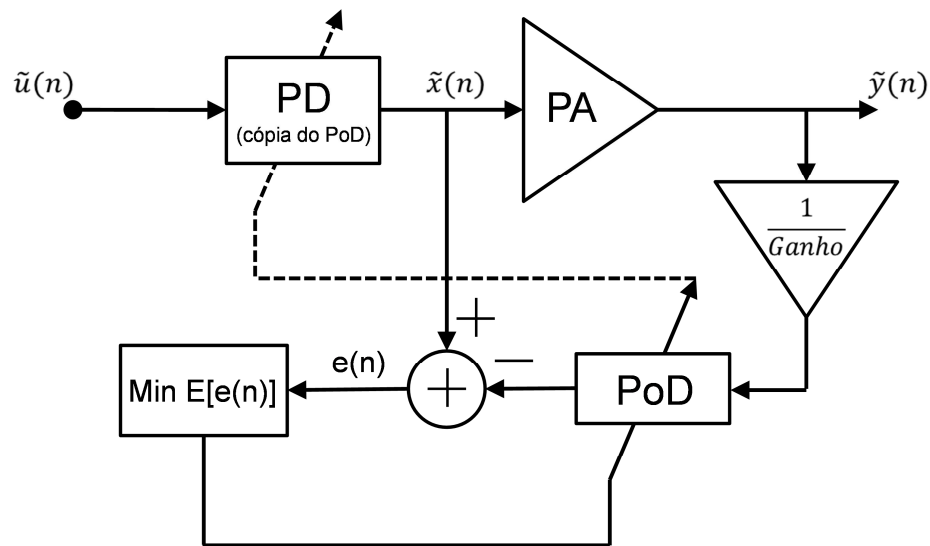 ũ(n)
PD
(cópia do PoD)
x̃(n)
PA
ỹ(n)
1
Ganho
+
−
e(n)
Min E[e(n)]
+
PoD